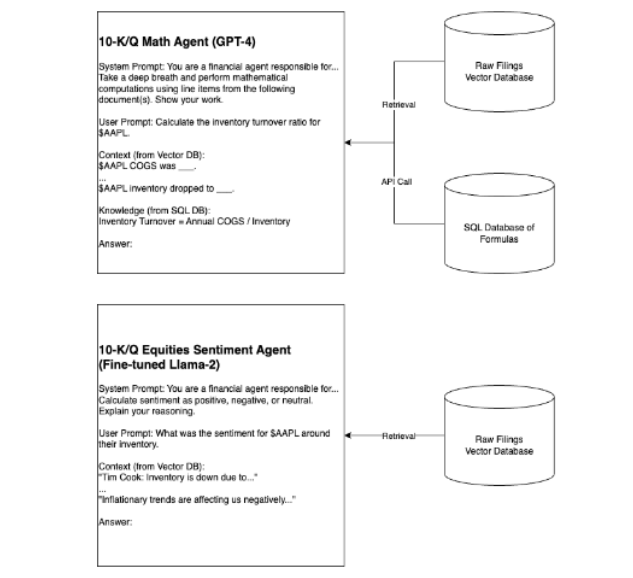 10-K/Q Math Agent (GPT-4)
System Prompt: You are a financial agent responsible for...
Take a deep breath and perform mathematical
computations using line items from the following
document(s). Show your work.
User Prompt: Calculate the inventory turnover ratio for
$AAPL.
Context (from Vector DB):
$AAPL COGS was ___.
...
$AAPL inventory dropped to ___.
Knowledge (from SQL DB):
Inventory Turnover = Annual COGS / Inventory
Answer:
Retrieval
API Call
Raw Filings
Vector Database
SQL Database of
Formulas
10-K/Q Equities Sentiment Agent
(Fine-tuned Llama-2)
System Prompt: You are a financial agent responsible for...
Calculate sentiment as positive, negative, or neutral.
Explain your reasoning.
User Prompt: What was the sentiment for $AAPL around
their inventory.
Context (from Vector DB):
"Tim Cook: Inventory is down due to..."
...
"Inflationary trends are affecting us negatively..."
Answer:
Retrieval
Raw Filings
Vector Database